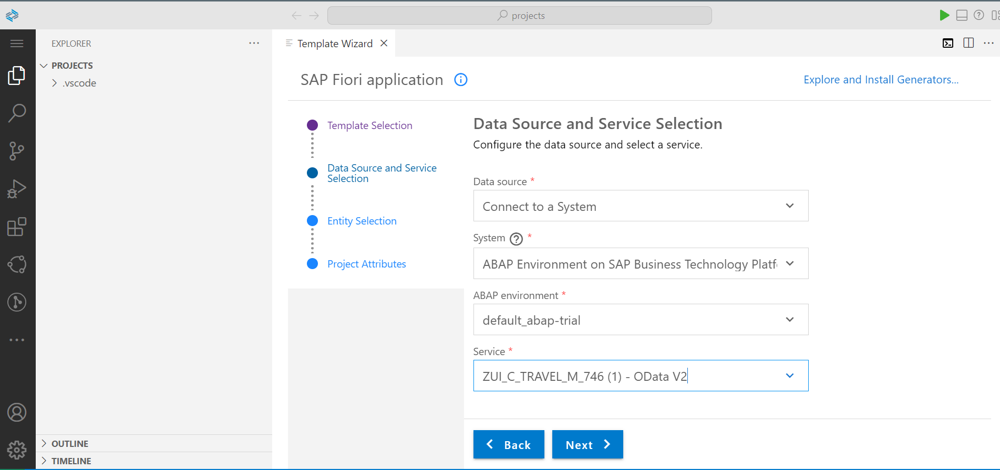 projects
EXPLORER
PROJECTS
.vscode
OUTLINE
TIMELINE
Template Wizard
SAP Fiori application
Explore and Install Generators...
Template Selection
Data Source and Service
Selection
Entity Selection
Project Attributes
Data Source and Service Selection
Configure the data source and select a service.
Data source *
Connect to a System
System ? *
ABAP Environment on SAP Business Technology Platf
ABAP environment *
default_abap-trial
Service *
ZUI_C_TRAVEL_M_746 (1) - OData V2
Back
Next